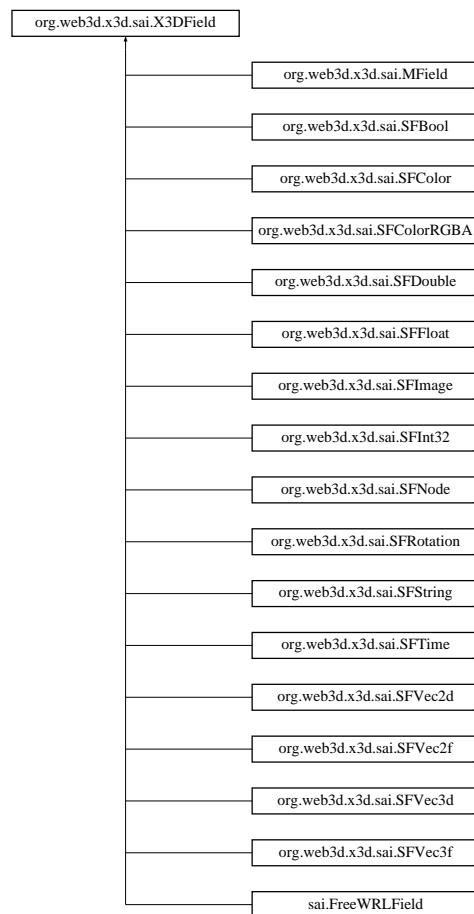 org.web3d.x3d.sai.X3DField
org.web3d.x3d.sai.MField
org.web3d.x3d.sai.SFBool
org.web3d.x3d.sai.SFColor
org.web3d.x3d.sai.SFColorRGBA
org.web3d.x3d.sai.SFDouble
org.web3d.x3d.sai.SFFloat
org.web3d.x3d.sai.SFImage
org.web3d.x3d.sai.SFInt32
org.web3d.x3d.sai.SFNode
org.web3d.x3d.sai.SFRotation
org.web3d.x3d.sai.SFString
org.web3d.x3d.sai.SFTime
org.web3d.x3d.sai.SFVec2d
org.web3d.x3d.sai.SFVec2f
org.web3d.x3d.sai.SFVec3d
org.web3d.x3d.sai.SFVec3f
sai.FreeWRLField